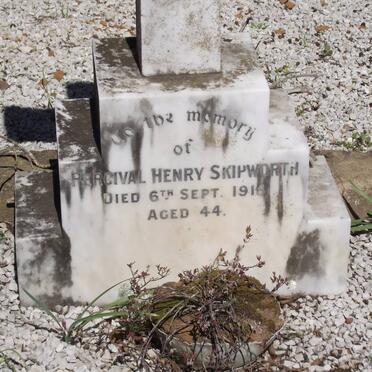 To the memory
of
Percival Henry Skipworth
Died 6th Sept. 191
Aged 44.